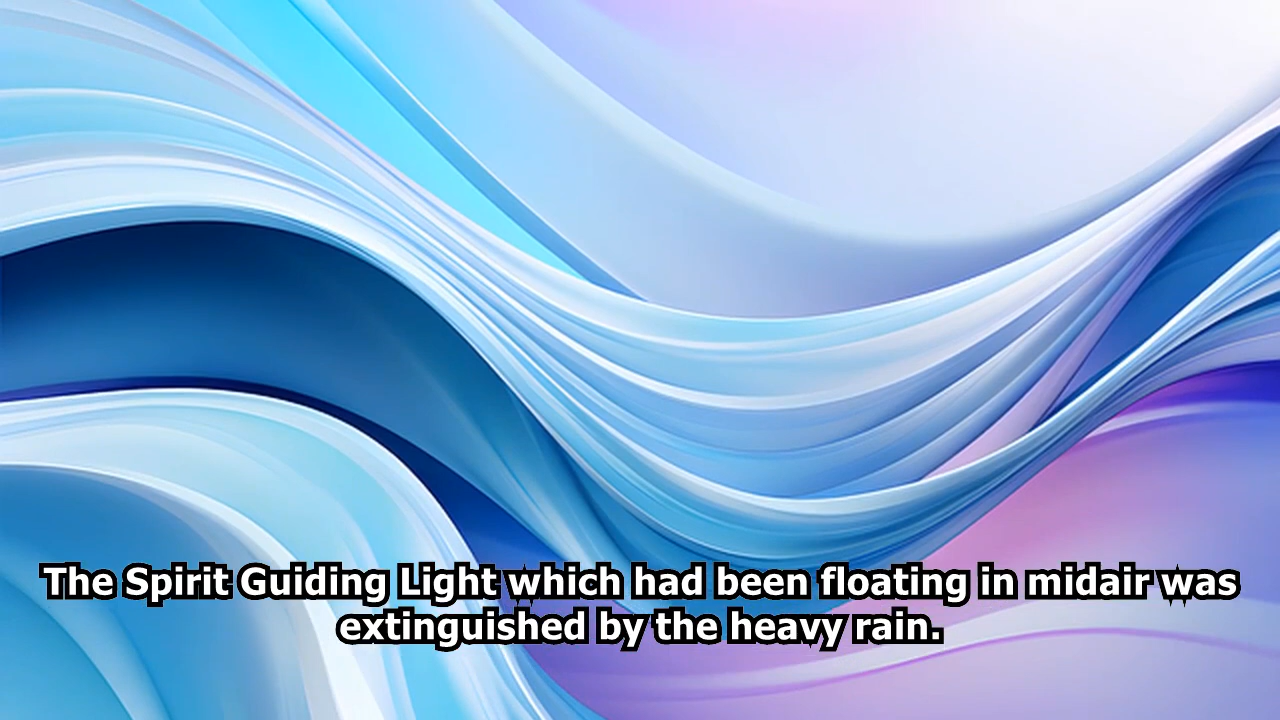 The Spirit Guiding Light which had been floating in midair was
extinguished by the heavy rain.